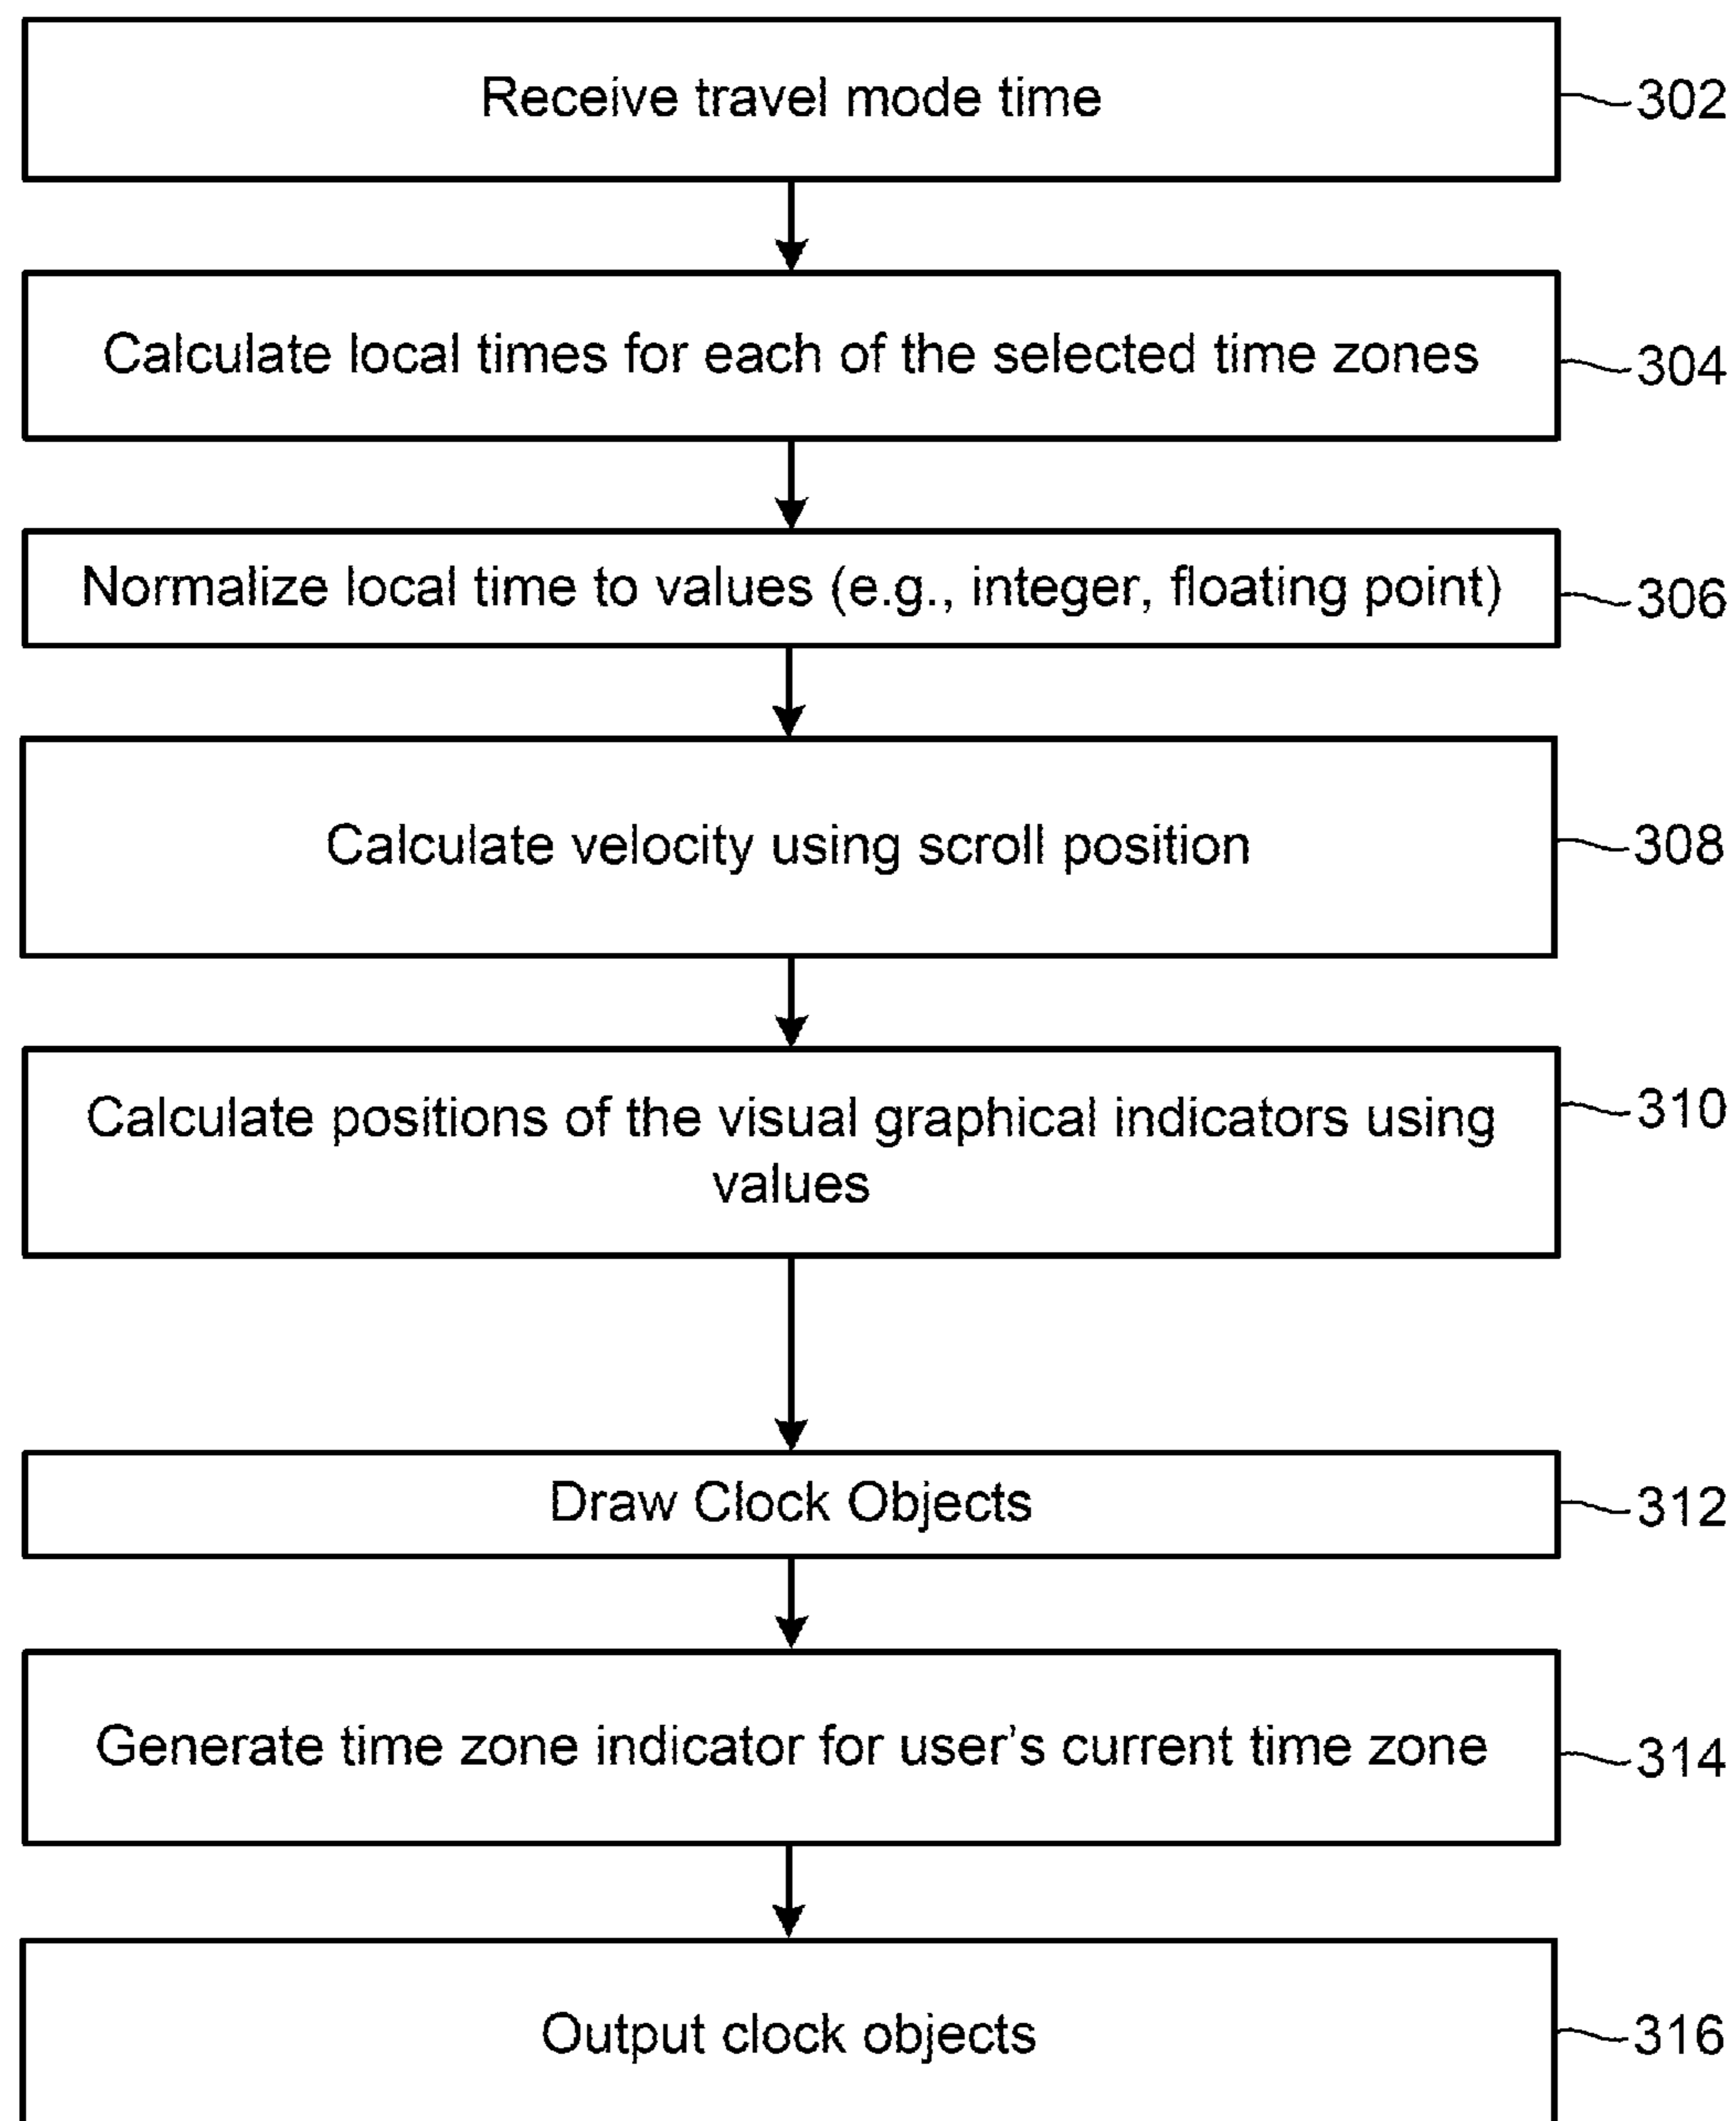 Receive travel mode time
302
Calculate local times for each of the selected time zones
304
Normalize local time to values (e.g., integer, floating point)
306
Calculate velocity using scroll position
308
Calculate positions of the visual graphical indicators using
values
310
Draw Clock Objects
312
Generate time zone indicator for user's current time zone
314
Output clock objects
316